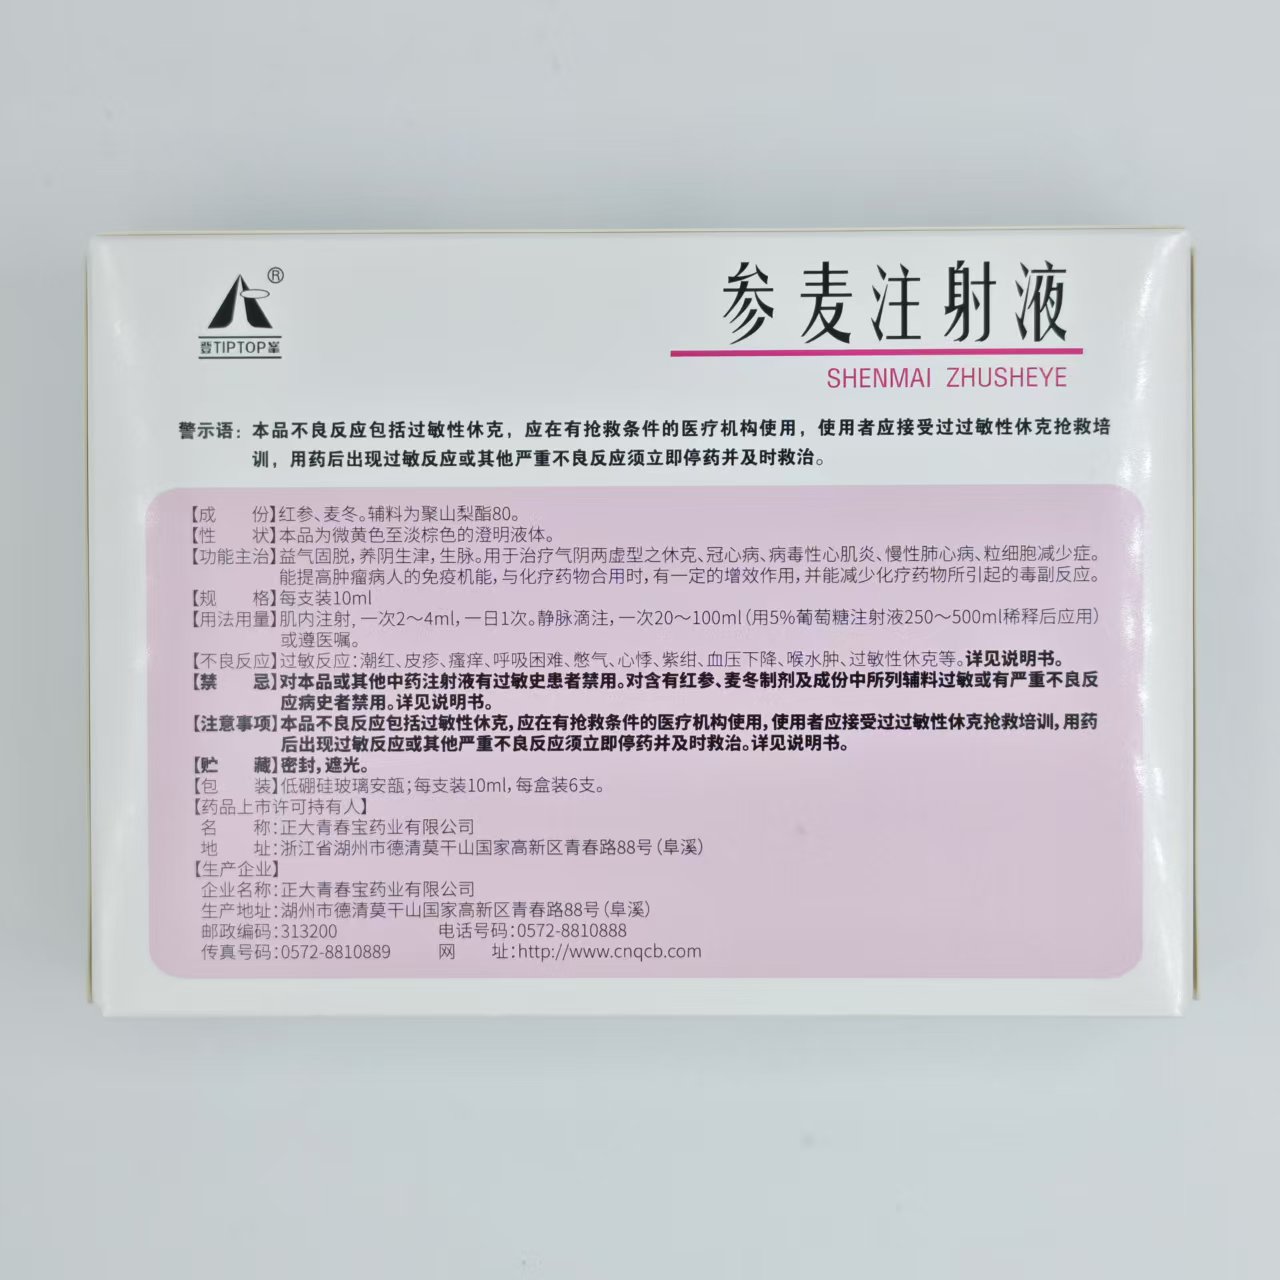 ®
登TIPTOP峯
参麦注射液
SHENMAI ZHUSHEYE
警示语：本品不良反应包括过敏性休克，应在有抢救条件的医疗机构使用，使用者应接受过过敏性休克抢救培
训，用药后出现过敏反应或其他严重不良反应须立即停药并及时救治。
【成　　份】红参、麦冬。辅料为聚山梨酯80。
【性　　状】本品为微黄色至淡棕色的澄明液体。
【功能主治】益气固脱，养阴生津，生脉。用于治疗气阴两虚型之休克、冠心病、病毒性心肌炎、慢性肺心病、粒细胞减少症。
能提高肿瘤病人的免疫机能，与化疗药物合用时，有一定的增效作用，并能减少化疗药物所引起的毒副反应。
【规　　格】每支装10ml
【用法用量】肌内注射，一次2～4ml，一日1次。静脉滴注，一次20～100ml（用5%葡萄糖注射液250～500ml稀释后应用）
或遵医嘱。
【不良反应】过敏反应：潮红、皮疹、瘙痒、呼吸困难、憋气、心悸、紫绀、血压下降、喉水肿、过敏性休克等。详见说明书。
【禁　　忌】对本品或其他中药注射液有过敏史患者禁用。对含有红参、麦冬制剂及成份中所列辅料过敏或有严重不良反
应病史者禁用。详见说明书。
【注意事项】本品不良反应包括过敏性休克，应在有抢救条件的医疗机构使用，使用者应接受过过敏性休克抢救培训，用药
后出现过敏反应或其他严重不良反应须立即停药并及时救治。详见说明书。
【贮　　藏】密封，遮光。
【包　　装】低硼硅玻璃安瓿；每支装10ml，每盒装6支。
【药品上市许可持有人】
名　　称：正大青春宝药业有限公司
地　　址：浙江省湖州市德清莫干山国家高新区青春路88号（阜溪）
【生产企业】
企业名称：正大青春宝药业有限公司
生产地址：湖州市德清莫干山国家高新区青春路88号（阜溪）
邮政编码：313200　　电话号码：0572-8810888
传真号码：0572-8810889　　网　　址：http://www.cnqcb.com